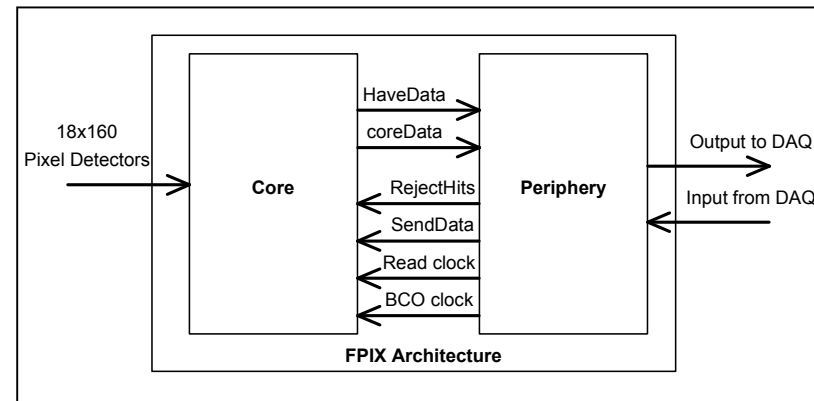 18x160
Pixel Detectors
Core
HaveData
coreData
RejectHits
SendData
Read clock
BCO clock
Periphery
Output to DAQ
Input from DAQ
FPIX Architecture